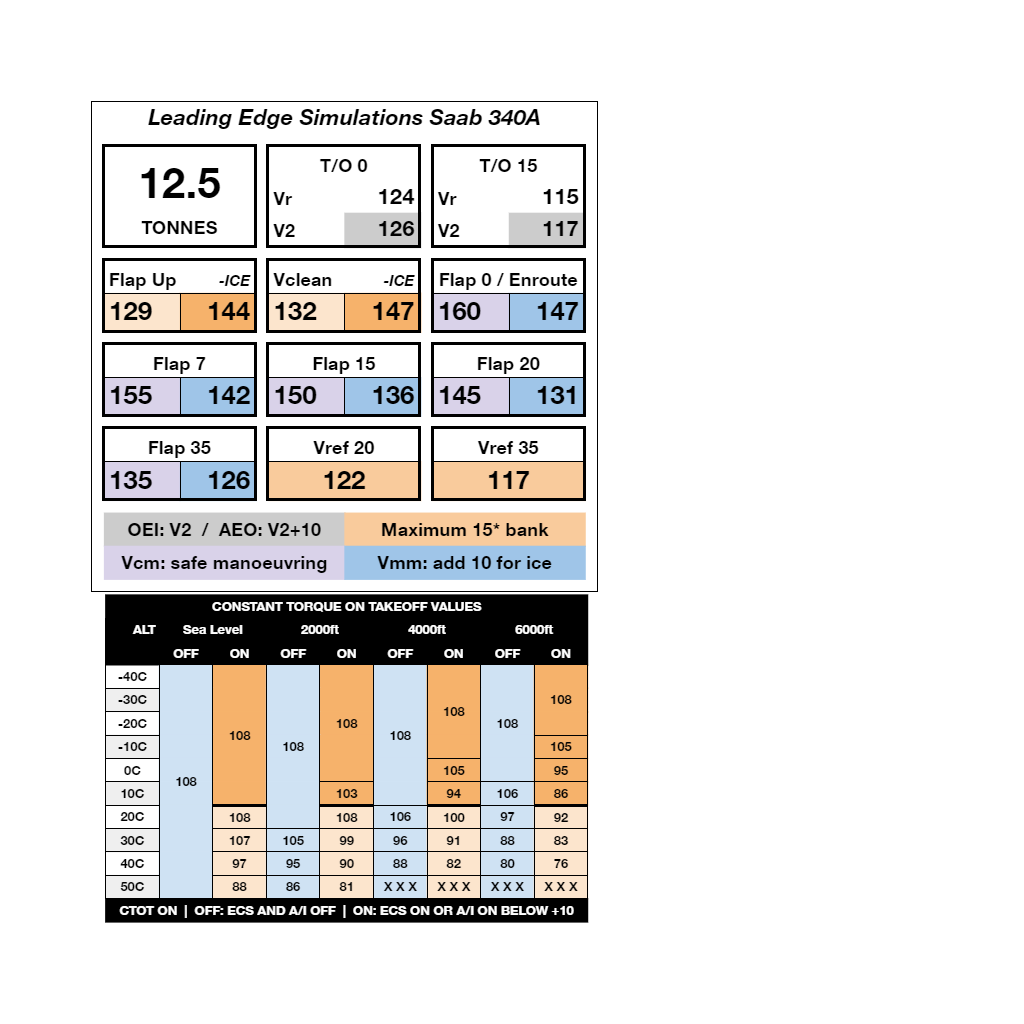 Leading Edge Simulations Saab 340A
12.5
TONNES
T/O 0
Vr 124
V2 126
T/O 15
Vr 115
V2 117
Flap Up -ICE
129 144
Vclean -ICE
132 147
Flap 0 / Enroute
160 147
Flap 7
155 142
Flap 15
150 136
Flap 20
145 131
Flap 35
135 126
Vref 20
122
Vref 35
117
OEI: V2 / AEO: V2+10
Maximum 15* bank
Vcm: safe manoeuvring
Vmm: add 10 for ice
CONSTANT TORQUE ON TAKEOFF VALUES
ALT Sea Level 2000ft 4000ft 6000ft
OFF ON OFF ON OFF ON OFF ON
-40C
-30C 108
-20C 108 108 108
-10C 108 108 108 105
0C 108 105 95
10C 103 94 106 86
20C 108 108 106 100 97 92
30C 107 105 99 96 91 88 83
40C 97 95 90 88 82 80 76
50C 88 86 81 X X X X X X X X X X X X
CTOT ON | OFF: ECS AND A/I OFF | ON: ECS ON OR A/I ON BELOW +10